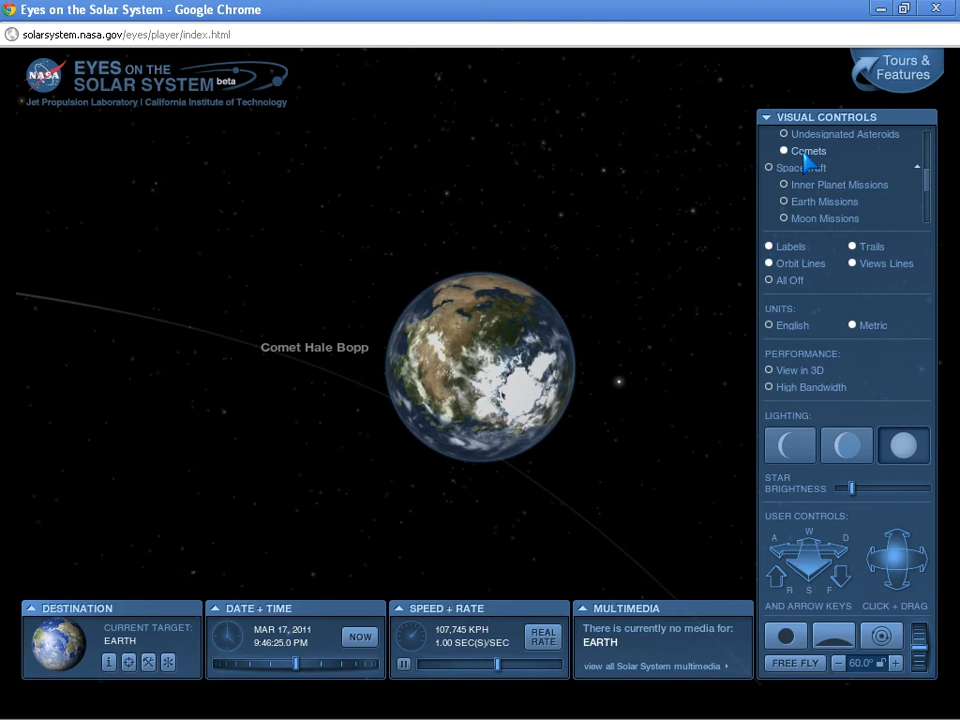 Eyes on the Solar System - Google Chrome
solarsystem.nasa.gov/eyes/player/index.html
NASA
EYES ON THE
SOLAR SYSTEM beta
Jet Propulsion Laboratory | California Institute of Technology
Tours &
Features
VISUAL CONTROLS
Undesignated Asteroids
Comets
Spacecraft
Inner Planet Missions
Earth Missions
Moon Missions
Labels Trails
Orbit Lines Views Lines
All Off
UNITS:
English Metric
PERFORMANCE:
View in 3D
High Bandwidth
LIGHTING:
STAR
BRIGHTNESS
USER CONTROLS:
W
A D
R S F
AND ARROW KEYS CLICK + DRAG
FREE FLY − 60.0° +
Comet Hale Bopp
DESTINATION
CURRENT TARGET:
EARTH
DATE + TIME
MAR 17, 2011
9:46:25.0 PM
NOW
SPEED + RATE
107,745 KPH
1.00 SEC(S)/SEC
REAL
RATE
MULTIMEDIA
There is currently no media for:
EARTH
view all Solar System multimedia